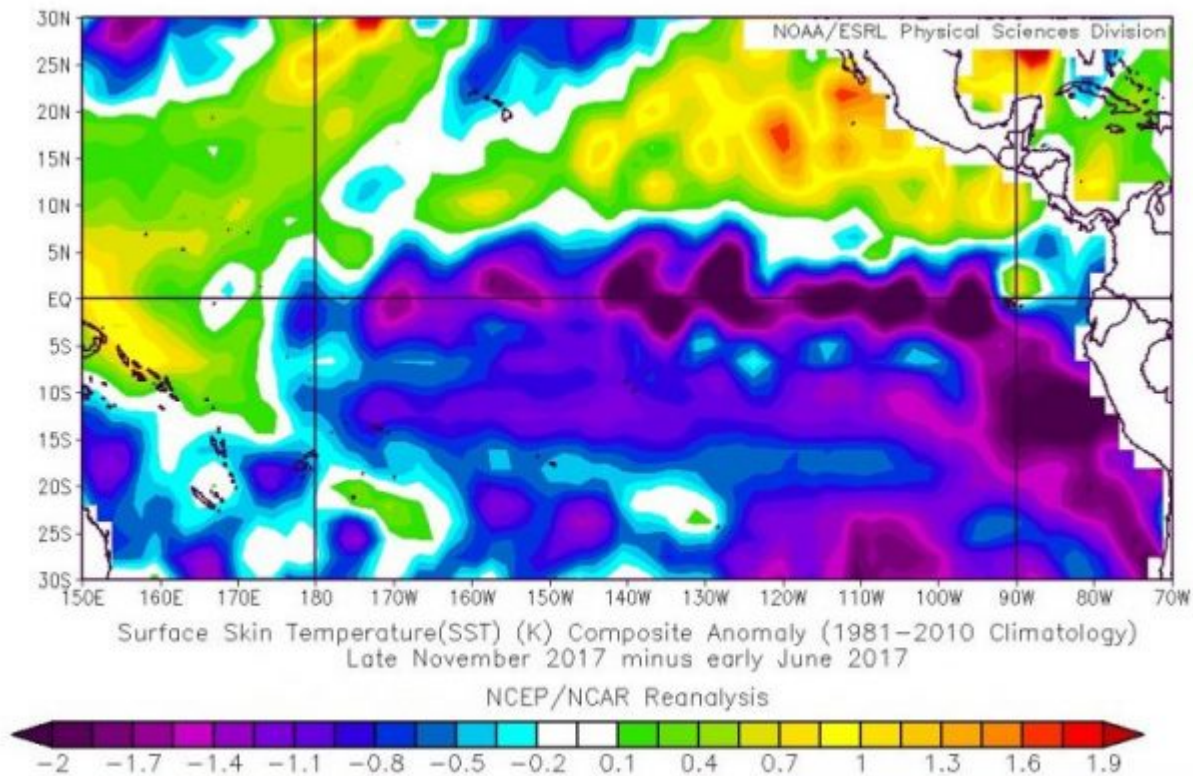 30N
NOAA/ESRL Physical Sciences Division
25N
20N
15N
10N
5N
EQ
5S
10S
15S
20S
25S
30S
150E 160E 170E 180 170W 160W 150W 140W 130W 120W 110W 100W 90W 80W 70W
Surface Skin Temperature(SST) (K) Composite Anomaly (1981-2010 Climatology)
Late November 2017 minus early June 2017
NCEP/NCAR Reanalysis
-2 -1.7 -1.4 -1.1 -0.8 -0.5 -0.2 0.1 0.4 0.7 1 1.3 1.6 1.9